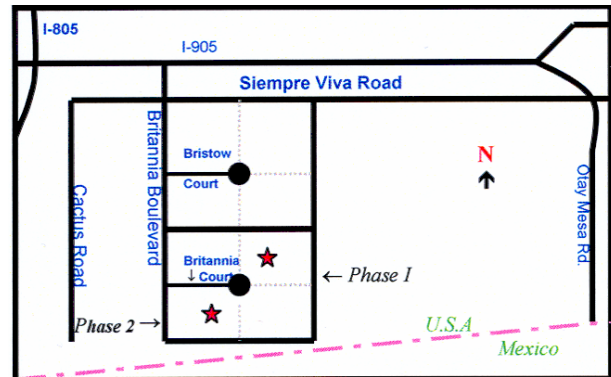 I-805
I-905
Siempre Viva Road
Britannia Boulevard
Cactus Road
Bristow
Court
N
Otay Mesa Rd.
Britannia
↓ Court
← Phase 1
Phase 2 →
U.S.A
Mexico